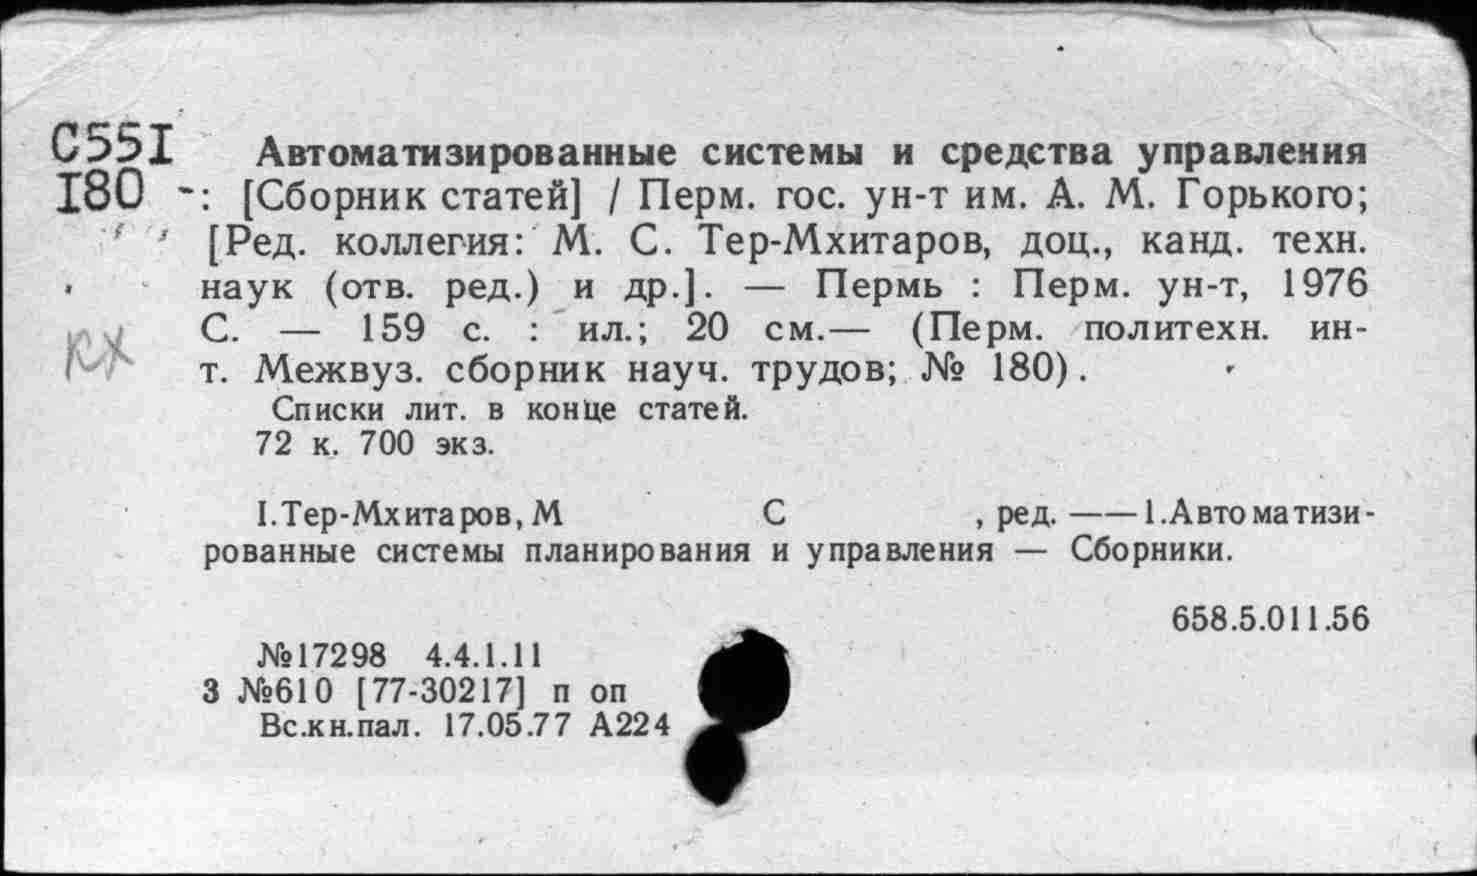 С551 Автоматизированные системы и средства управления
I80 : [Сборник статей] / Перм. гос. ун-т им. А. М. Горького;
[Ред. коллегия: М. С. Тер-Мхитаров, доц., канд. техн.
наук (отв. ред.) и др.]. — Пермь : Перм. ун-т, 1976
С. — 159 с. : ил.; 20 см.— (Перм. политехн. ин-
т. Межвуз. сборник науч. трудов; № 180).
Списки лит. в конце статей.
72 к. 700 экз.
I. Тер-Мхитаров, М С , ред. —— 1. Автоматизи-
рованные системы планирования и управления — Сборники.
658.5.011.56
№17298 4.4.1.11
3 №610 [77-30217] п оп
Вс.кн.пал. 17.05.77 А224